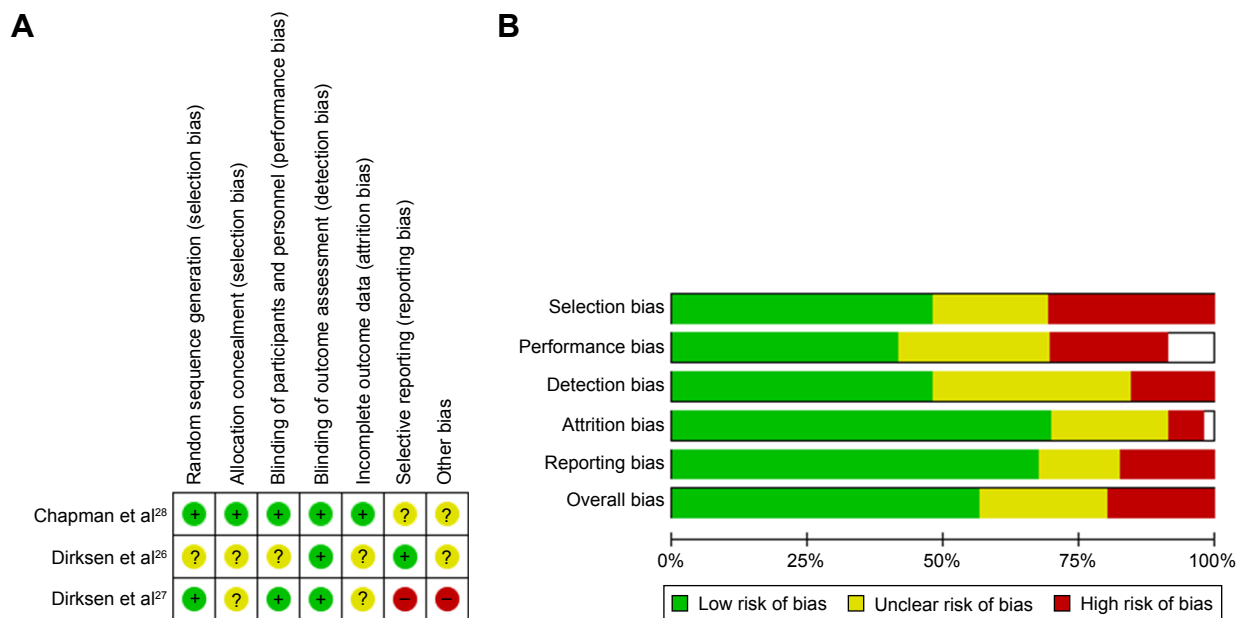 A
Random sequence generation (selection bias)
Allocation concealment (selection bias)
Blinding of participants and personnel (performance bias)
Blinding of outcome assessment (detection bias)
Incomplete outcome data (attrition bias)
Selective reporting (reporting bias)
Other bias
Chapman et al28 + + + + + ? ?
Dirksen et al26 ? ? ? + ? + ?
Dirksen et al27 + ? + + ? − −
B
Selection bias
Performance bias
Detection bias
Attrition bias
Reporting bias
Overall bias
0% 25% 50% 75% 100%
Low risk of bias Unclear risk of bias High risk of bias